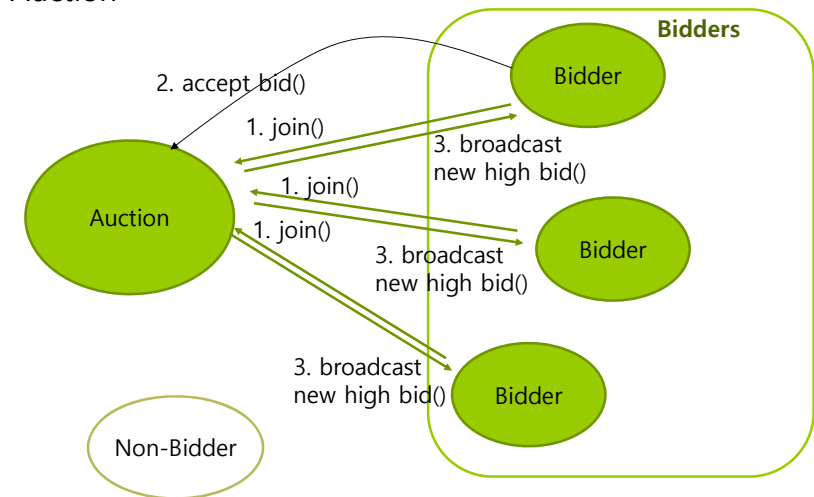 Auction
Bidders
Bidder
2. accept bid()
1. join()
3. broadcast
new high bid()
1. join()
Auction
1. join()
Bidder
3. broadcast
new high bid()
3. broadcast
new high bid()
Bidder
Non-Bidder